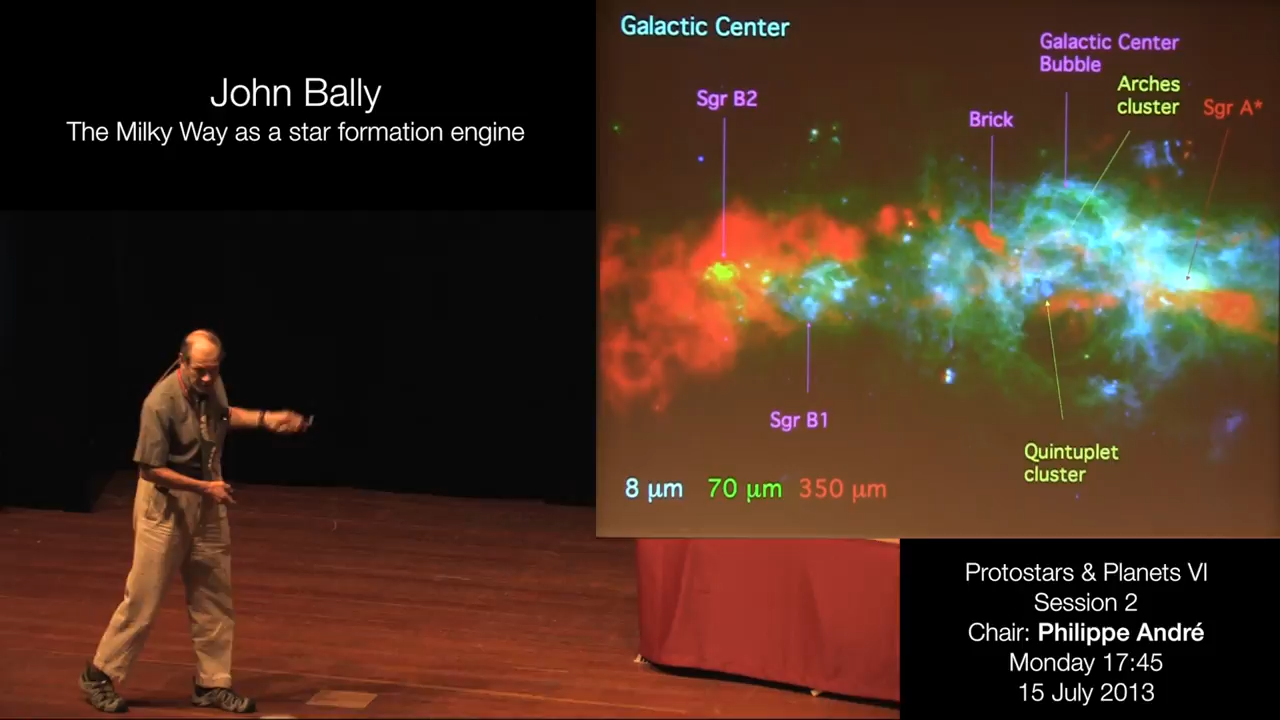 John Bally
The Milky Way as a star formation engine
Galactic Center
Galactic Center
Bubble
Arches
cluster
Sgr A*
Sgr B2
Brick
Sgr B1
Quintuplet
cluster
8 μm 70 μm 350 μm
Protostars & Planets VI
Session 2
Chair: Philippe André
Monday 17:45
15 July 2013